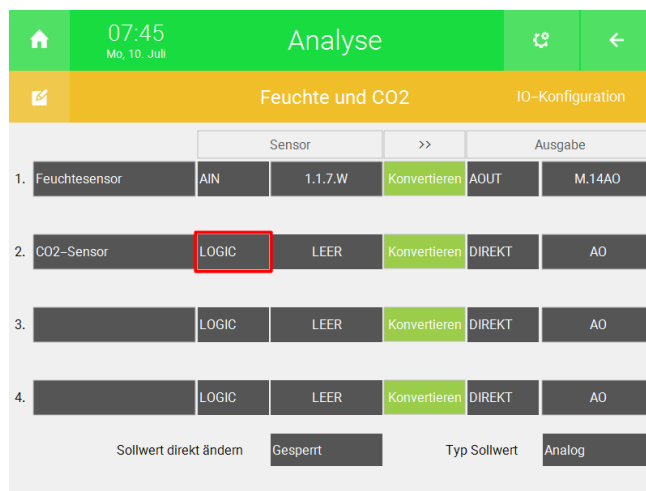 07:45
Mo, 10. Juli
Analyse
Feuchte und CO2
IO-Konfiguration
Sensor >> Ausgabe
1. Feuchtesensor AIN 1.1.7.W Konvertieren AOUT M.14AO
2. CO2-Sensor LOGIC LEER Konvertieren DIREKT AO
3. LOGIC LEER Konvertieren DIREKT AO
4. LOGIC LEER Konvertieren DIREKT AO
Sollwert direkt ändern Gesperrt Typ Sollwert Analog